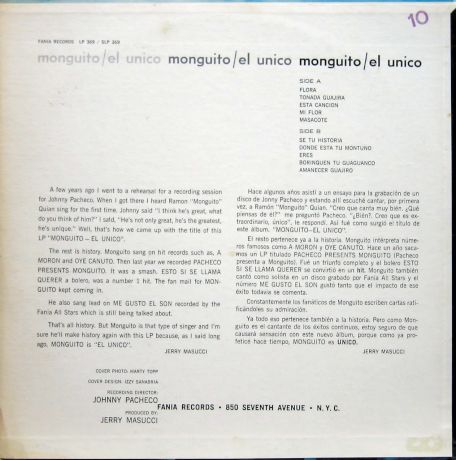 10
FANIA RECORDS LP 369 / SLP 369
monguito/el unico monguito/el unico monguito/el unico
SIDE A
FLORA
TONADA GUAJIRA
ESTA CANCION
MI FLOR
MASACOTE
SIDE B
SE TU HISTORIA
DONDE ESTA TU MONTUNO
ERES
BORINQUEN TU GUAGUANCO
AMANECER GUAJIRO
A few years ago I went to a rehearsal for a recording session
for Johnny Pacheco. When I got there I heard Ramon "Monguito"
Quian sing for the first time. Johnny said "I think he's great, what
do you think of him?" I said, "He's not only great, he's the greatest,
he's unique." Well, that's how we came up with the title of this
LP "MONGUITO—EL UNICO".
The rest is history. Monguito sang on hit records such as, A
MORON and OYE CANUTO. Then last year we recorded PACHECO
PRESENTS MONGUITO. It was a smash. ESTO SI SE LLAMA
QUERER a bolero, was a number 1 hit. The fan mail for MON-
GUITO kept coming in.
He also sang lead on ME GUSTO EL SON recorded by the
Fania All Stars which is still being talked about.
That's all history. But Monguito is that type of singer and I'm
sure he'll make history again with this LP because, as I said long
ago, MONGUITO is "EL UNICO".
JERRY MASUCCI
Hace algunos años asistí a un ensayo para la grabación de un
disco de Jonny Pacheco y estando allí escuché cantar, por primera
vez, a Ramón "Monguito" Quian. "Creo que canta muy bien, ¿Qué
piensas de él?" me preguntó Pacheco. "¿Bién?. Creo que es ex-
traordinario, único", le respondí. Así fué como surgió el título de
este álbum. "MONGUITO—EL UNICO".
El resto pertenece ya a la historia. Monguito intérpreta núme-
ros famosos como A MORON y OYE CANUTO. Hace un año saca-
mos un LP titulado PACHECO PRESENTS MONGUITO (Pacheco
presenta a Monguito). Fué un triunfo completo y el bolero ESTO
SI SE LLAMA QUERER se convirtió en un hit. Monguito también
cantó como solista en un disco grabado por Fania All Stars y el
número ME GUSTO EL SON gustó tanto que el impacto de ese
éxito todavía se comenta.
Constantemente los fanáticos de Monguito escriben cartas rati-
ficándoles su admiración.
Ya todo eso pertenece también a la historia. Pero como Mon-
guito es el cantante de los éxitos continuos, estoy seguro de que
causará sensación con este nuevo álbum, porque como ya pro-
fetice hace tiempo, MONGUITO es UNICO.
JERRY MASUCCI
COVER PHOTO: MARTY TOPP
COVER DESIGN: IZZY SANABRIA
RECORDING DIRECTOR:
JOHNNY PACHECO
PRODUCED BY:
JERRY MASUCCI
FANIA RECORDS • 850 SEVENTH AVENUE • N.Y.C.